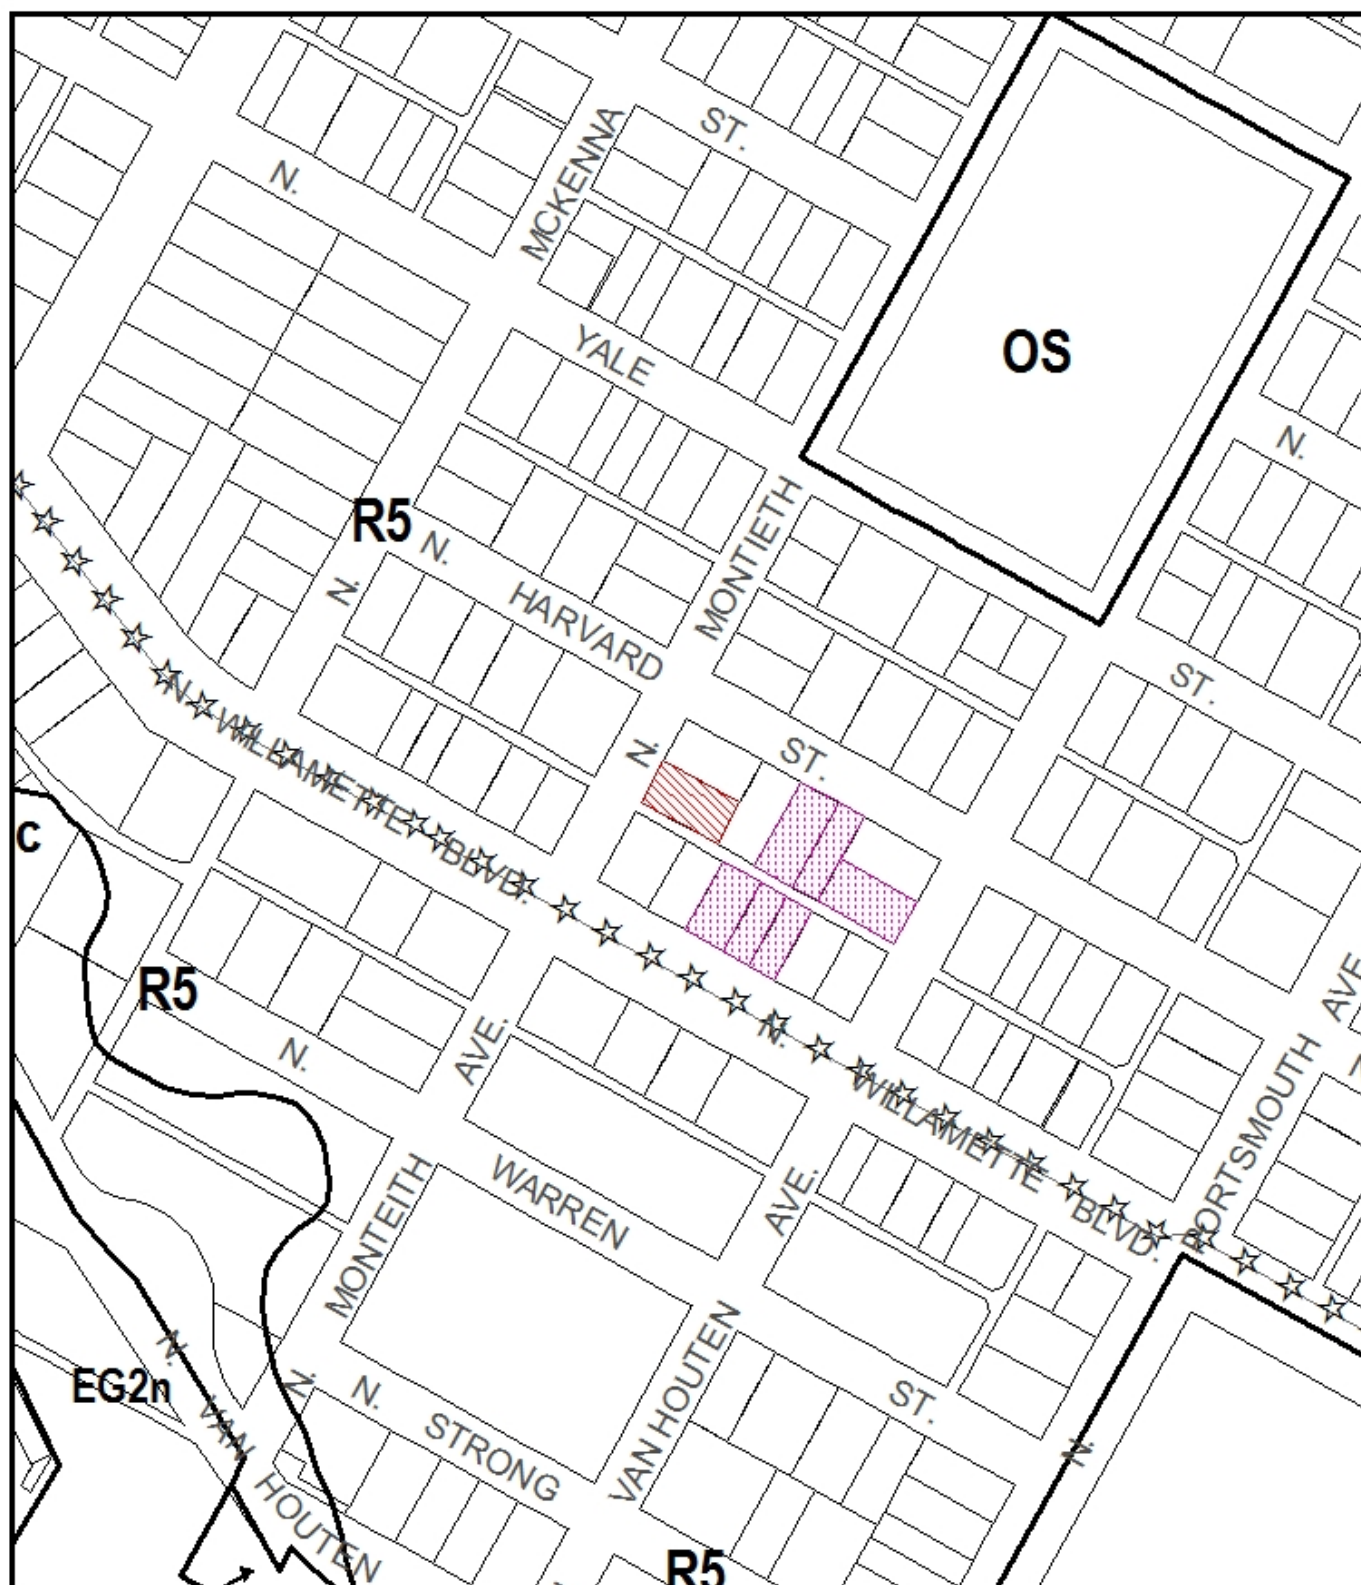 ST.
N.
MCKENNA
YALE
OS
N.
R5
N.
N.
HARVARD
MONTIETH
ST.
N.
ST.
N. WILLAMETTE BLVD.
c
R5
N.
AVE.
N. WILLAMETTE BLVD.
AVE.
N.
PORTSMOUTH
MONTEITH
WARREN
AVE.
N.
EG2n
N. VAN HOUTEN
N.
N.
STRONG
VAN HOUTEN
ST.
N.
R5